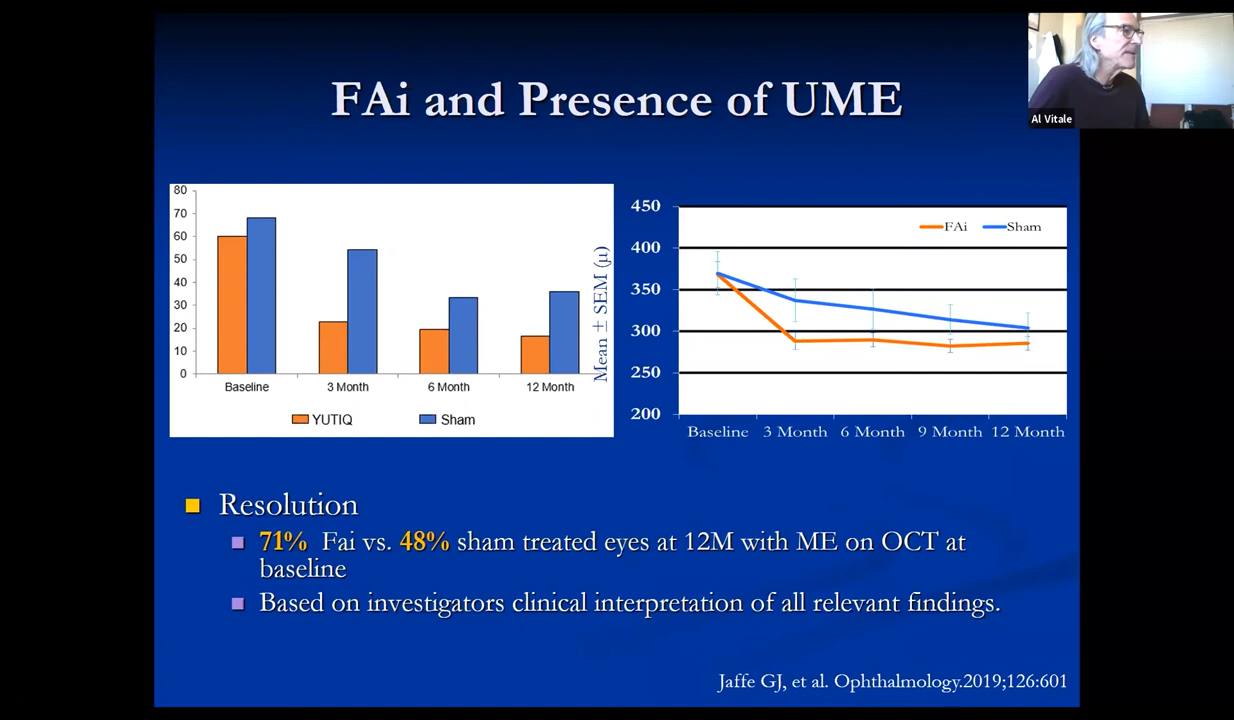 FAi and Presence of UME
Al Vitale
80
70
60
50
40
30
20
10
0
Baseline
3 Month
6 Month
12 Month
YUTIQ
Sham
Mean ± SEM (µ)
450
400
350
300
250
200
FAi
Sham
Baseline
3 Month
6 Month
9 Month
12 Month
Resolution
71% Fai vs. 48% sham treated eyes at 12M with ME on OCT at
baseline
Based on investigators clinical interpretation of all relevant findings.
Jaffe GJ, et al. Ophthalmology.2019;126:601